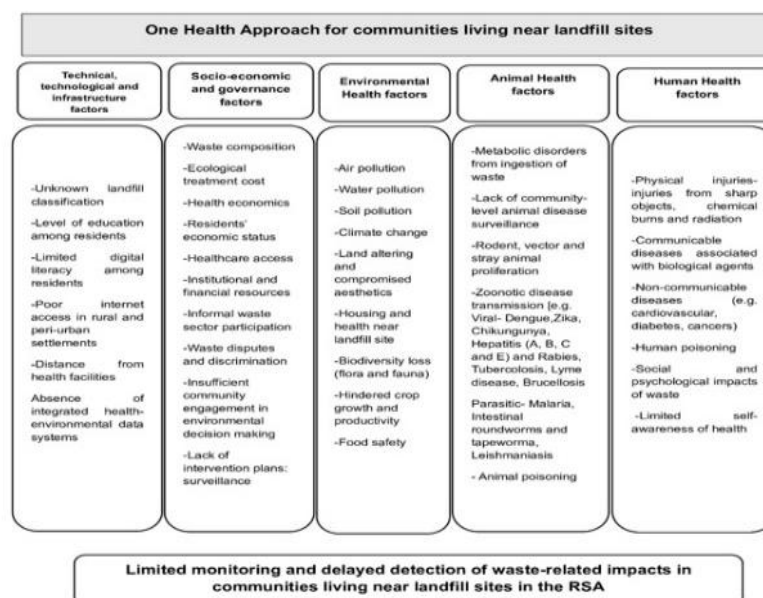 One Health Approach for communities living near landfill sites
Technical,
technological and
infrastructure
factors
-Unknown landfill
classification
-Level of education
among residents
-Limited digital
literacy among
residents
-Poor internet
access in rural and
peri-urban
settlements
-Distance from
health facilities
Absence of
integrated health-
environmental data
systems
Socio-economic
and governance
factors
-Waste composition
-Ecological
treatment cost
-Health economics
-Residents'
economic status
-Healthcare access
-Institutional and
financial resources
-Informal waste
sector participation
-Waste disputes
and discrimination
-Insufficient
community
engagement in
environmental
decision making
-Lack of
intervention plans:
surveillance
Environmental
Health factors
-Air pollution
-Water pollution
-Soil pollution
-Climate change
-Land altering
and
compromised
aesthetics
-Housing and
health near
landfill site
-Biodiversity loss
(flora and fauna)
-Hindered crop
growth and
productivity
-Food safety
Animal Health
factors
-Metabolic disorders
from ingestion of
waste
-Lack of community-
level animal disease
surveillance
-Rodent, vector and
stray animal
proliferation
-Zoonotic disease
transmission [e.g.
Viral- Dengue,Zika,
Chikungunya,
Hepatitis (A, B, C
and E) and Rabies,
Tubercolosis, Lyme
disease, Brucellosis
Parasitic- Malaria,
Intestinal
roundworms and
tapeworma,
Leishmaniasis
- Animal poisoning
Human Health
factors
-Physical injuries-
injuries from sharp
objects, chemical
burns and radiation
-Communicable
diseases associated
with biological agents
-Non-communicable
diseases (e.g.
cardiovascular,
diabetes, cancers)
-Human poisoning
-Social and
psychological impacts
of waste
-Limited self-
awareness of health
Limited monitoring and delayed detection of waste-related impacts in
communities living near landfill sites in the RSA